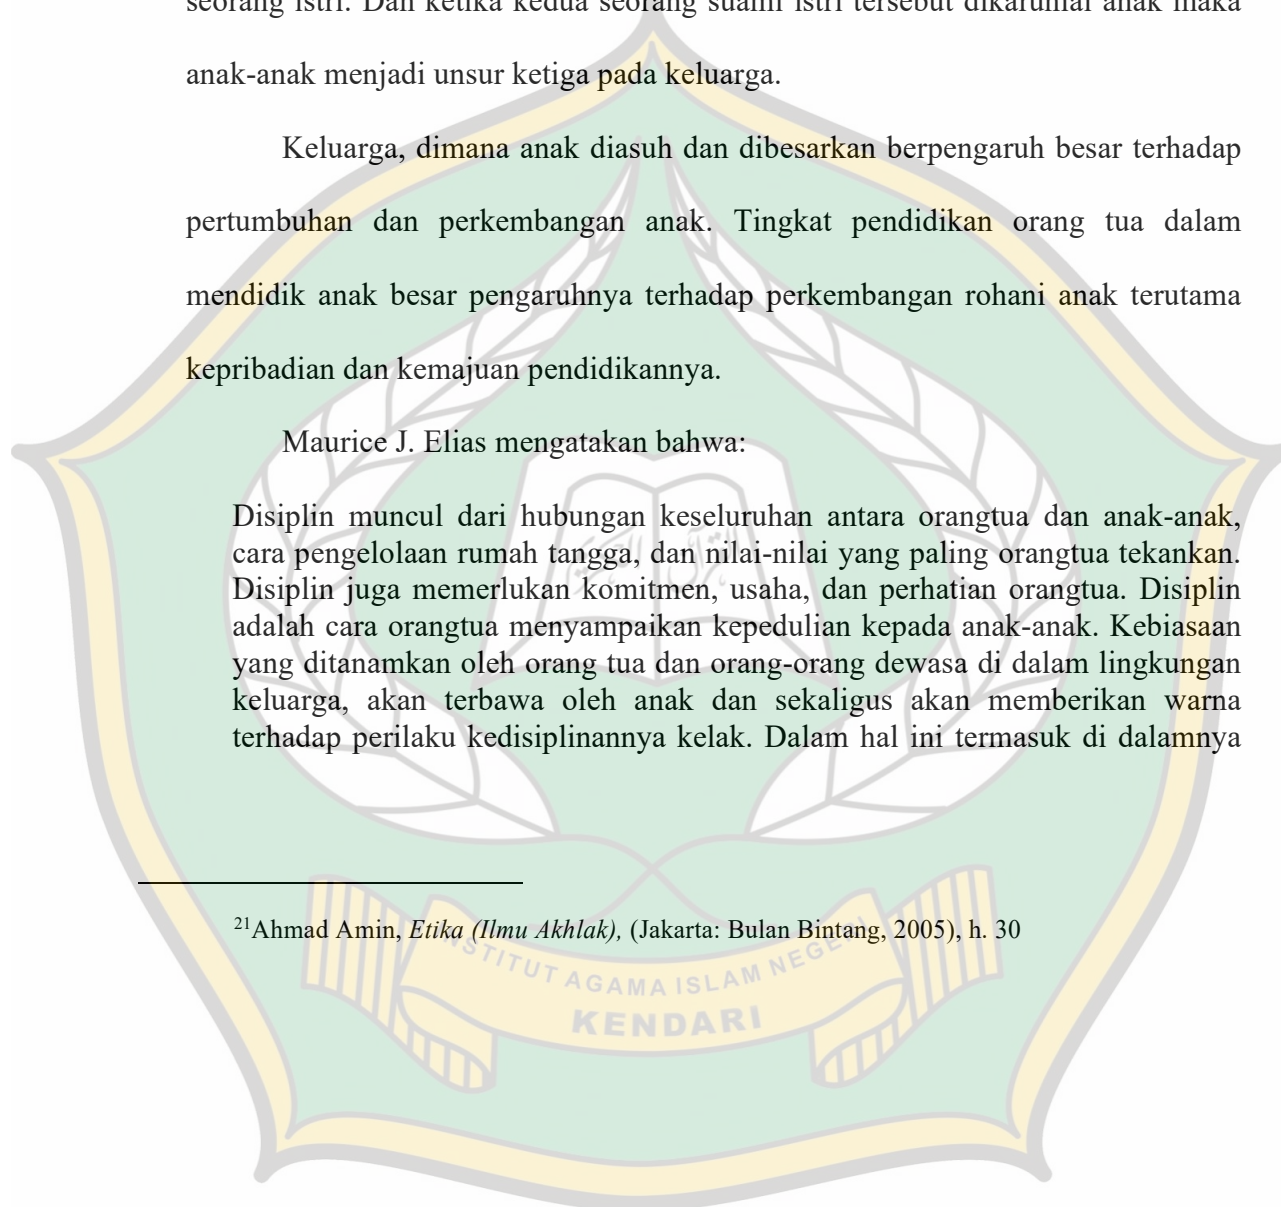 seorang istri. Dan ketika kedua seorang suami istri tersebut dikaruniai anak maka
anak-anak menjadi unsur ketiga pada keluarga.
Keluarga, dimana anak diasuh dan dibesarkan berpengaruh besar terhadap
pertumbuhan dan perkembangan anak. Tingkat pendidikan orang tua dalam
mendidik anak besar pengaruhnya terhadap perkembangan rohani anak terutama
kepribadian dan kemajuan pendidikannya.
Maurice J. Elias mengatakan bahwa:
Disiplin muncul dari hubungan keseluruhan antara orangtua dan anak-anak,
cara pengelolaan rumah tangga, dan nilai-nilai yang paling orangtua tekankan.
Disiplin juga memerlukan komitmen, usaha, dan perhatian orangtua. Disiplin
adalah cara orangtua menyampaikan kepedulian kepada anak-anak. Kebiasaan
yang ditanamkan oleh orang tua dan orang-orang dewasa di dalam lingkungan
keluarga, akan terbawa oleh anak dan sekaligus akan memberikan warna
terhadap perilaku kedisiplinannya kelak. Dalam hal ini termasuk di dalamnya
21Ahmad Amin, Etika (Ilmu Akhlak), (Jakarta: Bulan Bintang, 2005), h. 30
INSTITUT AGAMA ISLAM NEGERI
KENDARI